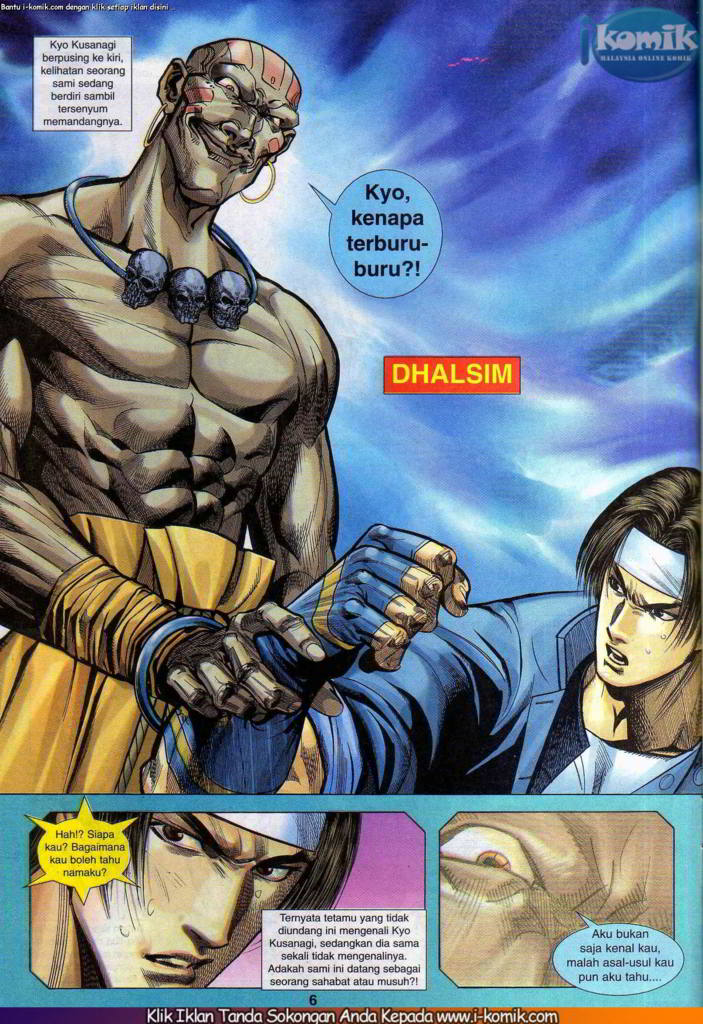 Bantu i-komik.com dengan klik setiap iklan disini ..
iKomik
MALAYSIA ONLINE KOMIK
Kyo Kusanagi
berpusing ke kiri,
kelihatan seorang
sami sedang
berdiri sambil
tersenyum
memandangnya.
Kyo,
kenapa
terburu-
buru?!
DHALSIM
Hah!? Siapa
kau? Bagaimana
kau boleh tahu
namaku?
Ternyata tetamu yang tidak
diundang ini mengenali Kyo
Kusanagi, sedangkan dia sama
sekali tidak mengenalinya.
Adakah sami ini datang sebagai
seorang sahabat atau musuh?!
Aku bukan
saja kenal kau,
malah asal-usul kau
pun aku tahu....
6
Klik Iklan Tanda Sokongan Anda Kepada www.i-komik.com